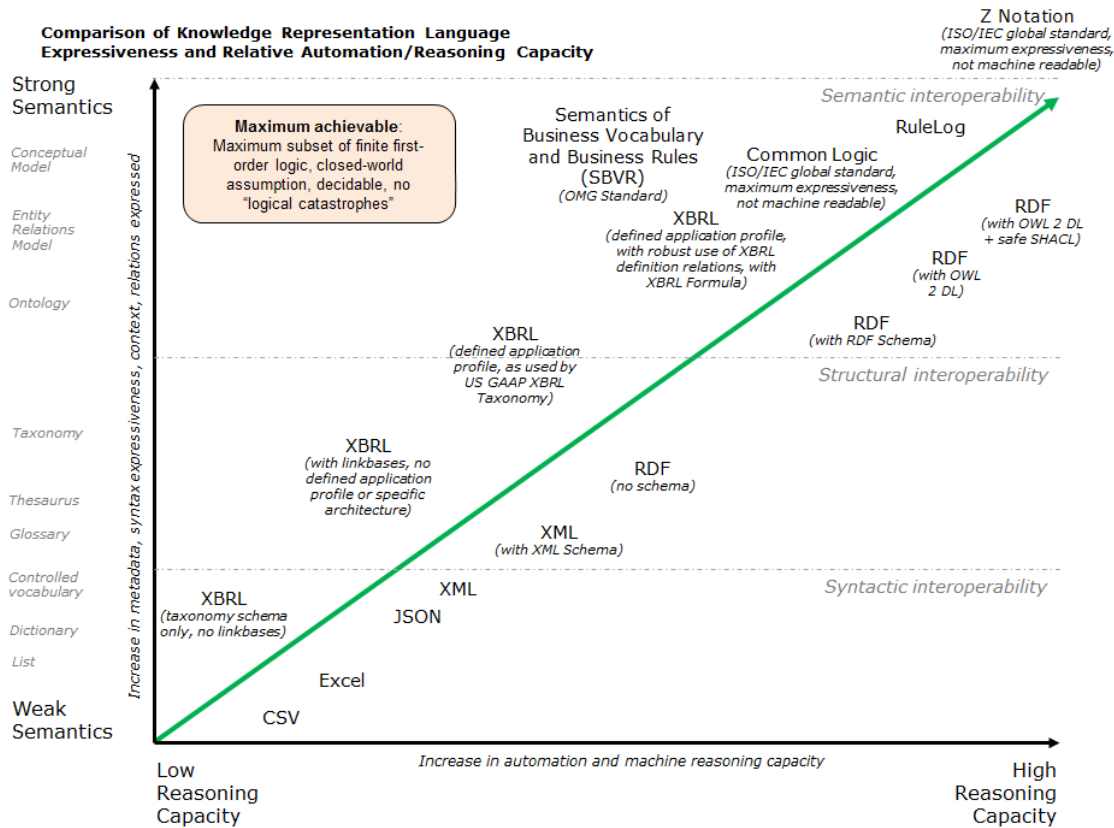 Comparison of Knowledge Representation Language
Expressiveness and Relative Automation/Reasoning Capacity
Z Notation
(ISO/IEC global standard,
maximum expressiveness,
not machine readable)
Strong
Semantics
Semantic interoperability
Maximum achievable:
Maximum subset of finite first-
order logic, closed-world
assumption, decidable, no
“logical catastrophes”
Semantics of
Business Vocabulary
and Business Rules
(SBVR)
(OMG Standard)
RuleLog
Common Logic
(ISO/IEC global standard,
maximum expressiveness,
not machine readable)
Conceptual
Model
Entity
Relations
Model
XBRL
(defined application profile,
with robust use of XBRL
definition relations, with
XBRL Formula)
RDF
(with OWL 2 DL
+ safe SHACL)
RDF
(with OWL
2 DL)
Ontology
RDF
(with RDF Schema)
XBRL
(defined application
profile, as used by
US GAAP XBRL
Taxonomy)
Structural interoperability
Increase in metadata, syntax expressiveness, context, relations expressed
Taxonomy
XBRL
(with linkbases, no
defined application
profile or specific
architecture)
RDF
(no schema)
Thesaurus
Glossary
XML
(with XML Schema)
Controlled
vocabulary
Syntactic interoperability
XML
XBRL
(taxonomy schema
only, no linkbases)
JSON
Dictionary
List
Excel
Weak
Semantics
CSV
Increase in automation and machine reasoning capacity
Low
Reasoning
Capacity
High
Reasoning
Capacity